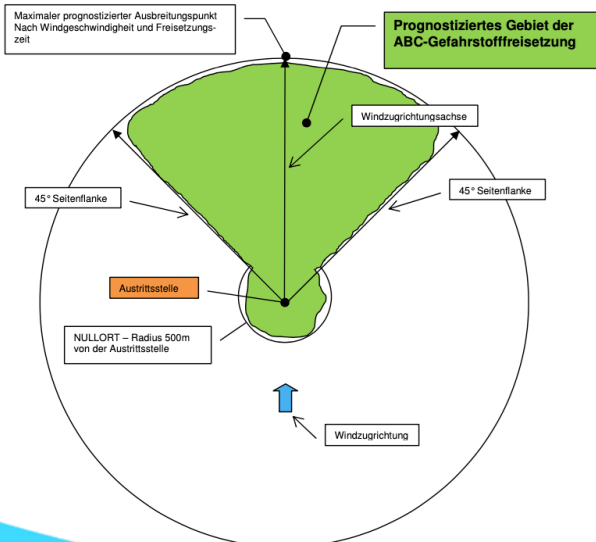 Maximaler prognostizierter Ausbreitungspunkt
Nach Windgeschwindigheit und Freisetzungs-
zeit
Prognostiziertes Gebiet der
ABC-Gefahrstofffreisetzung
Windzugrichtungsachse
45° Seitenflanke
45° Seitenflanke
Austrittsstelle
NULLORT – Radius 500m
von der Austrittsstelle
Windzugrichtung